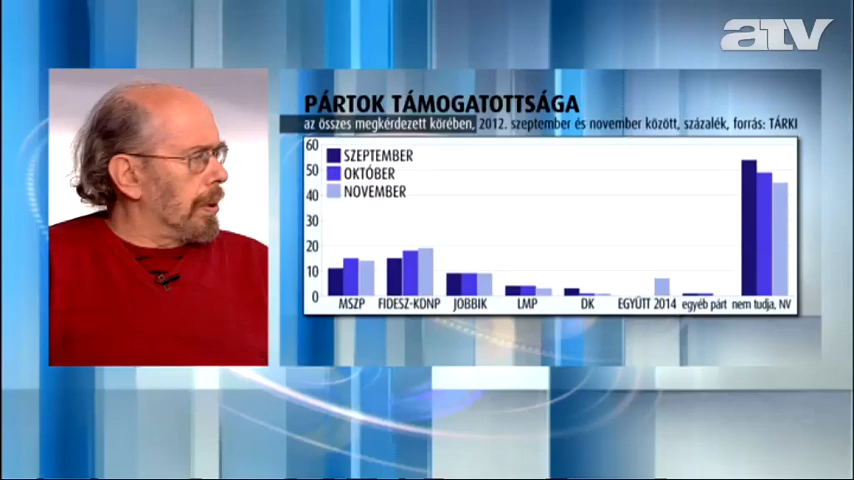 atv
PÁRTOK TÁMOGATOTTSÁGA
az összes megkérdezett körében, 2012. szeptember és november között, százalék, forrás: TÁRKI
60
50
40
30
20
10
0
SZEPTEMBER
OKTÓBER
NOVEMBER
MSZP FIDESZ-KDNP JOBBIK LMP DK EGYÜTT 2014 egyéb párt nem tudja, NV